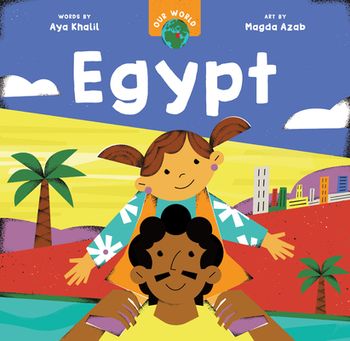 WORDS BY
Aya Khalil
OUR WORLD
ART BY
Magda Azab
Egypt